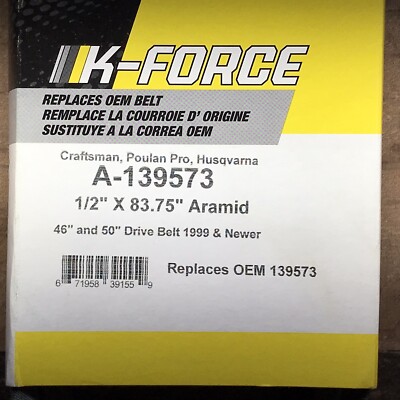 K-FORCE
REPLACES OEM BELT
REMPLACE LA COURROIE D' ORIGINE
SUSTITUYE A LA CORREA OEM
Craftsman, Poulan Pro, Husqvarna
A-139573
1/2" X 83.75" Aramid
46" and 50" Drive Belt 1999 & Newer
Replaces OEM 139573
6 71958 39155 9